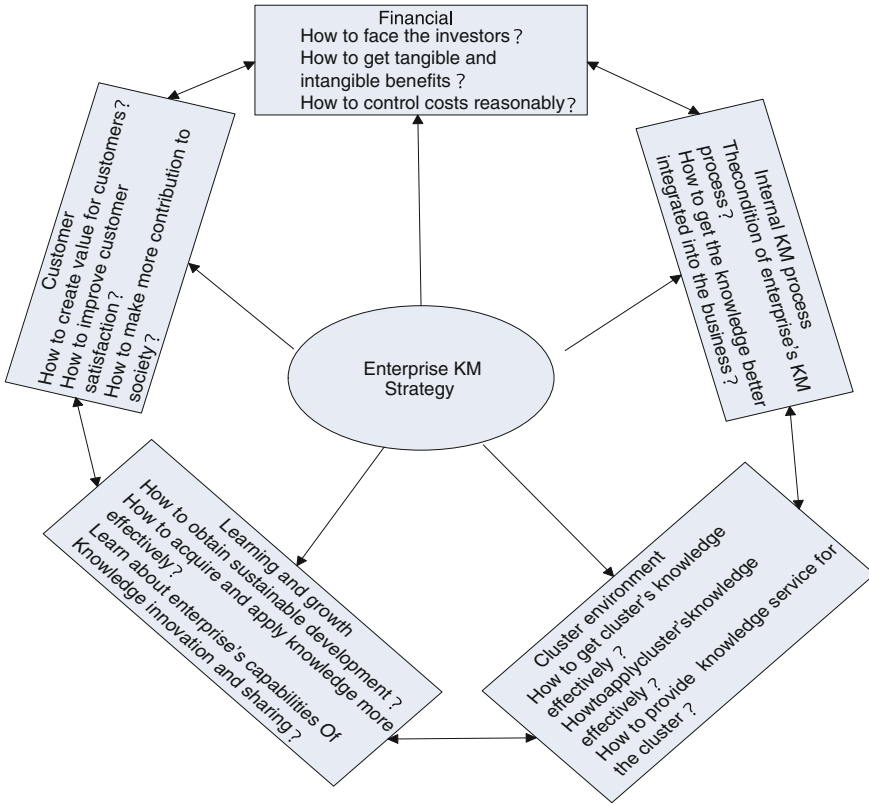 Financial
How to face the investors?
How to get tangible and
intangible benefits?
How to control costs reasonably?
Customer
How to create value for customers?
How to improve customer
satisfaction?
How to make more contribution to
society?
Internal KM process
Thecondition of enterprise's KM
process?
How to get the knowledge better
integrated into the business?
Enterprise KM
Strategy
Learning and growth
How to obtain sustainable development?
How to acquire and apply knowledge more
effectively?
Learn about enterprise's capabilities Of
Knowledge innovation and sharing?
Cluster environment
How to get cluster's knowledge
effectively?
Howtoapplycluster'sknowledge
effectively?
How to provide knowledge service for
the cluster?